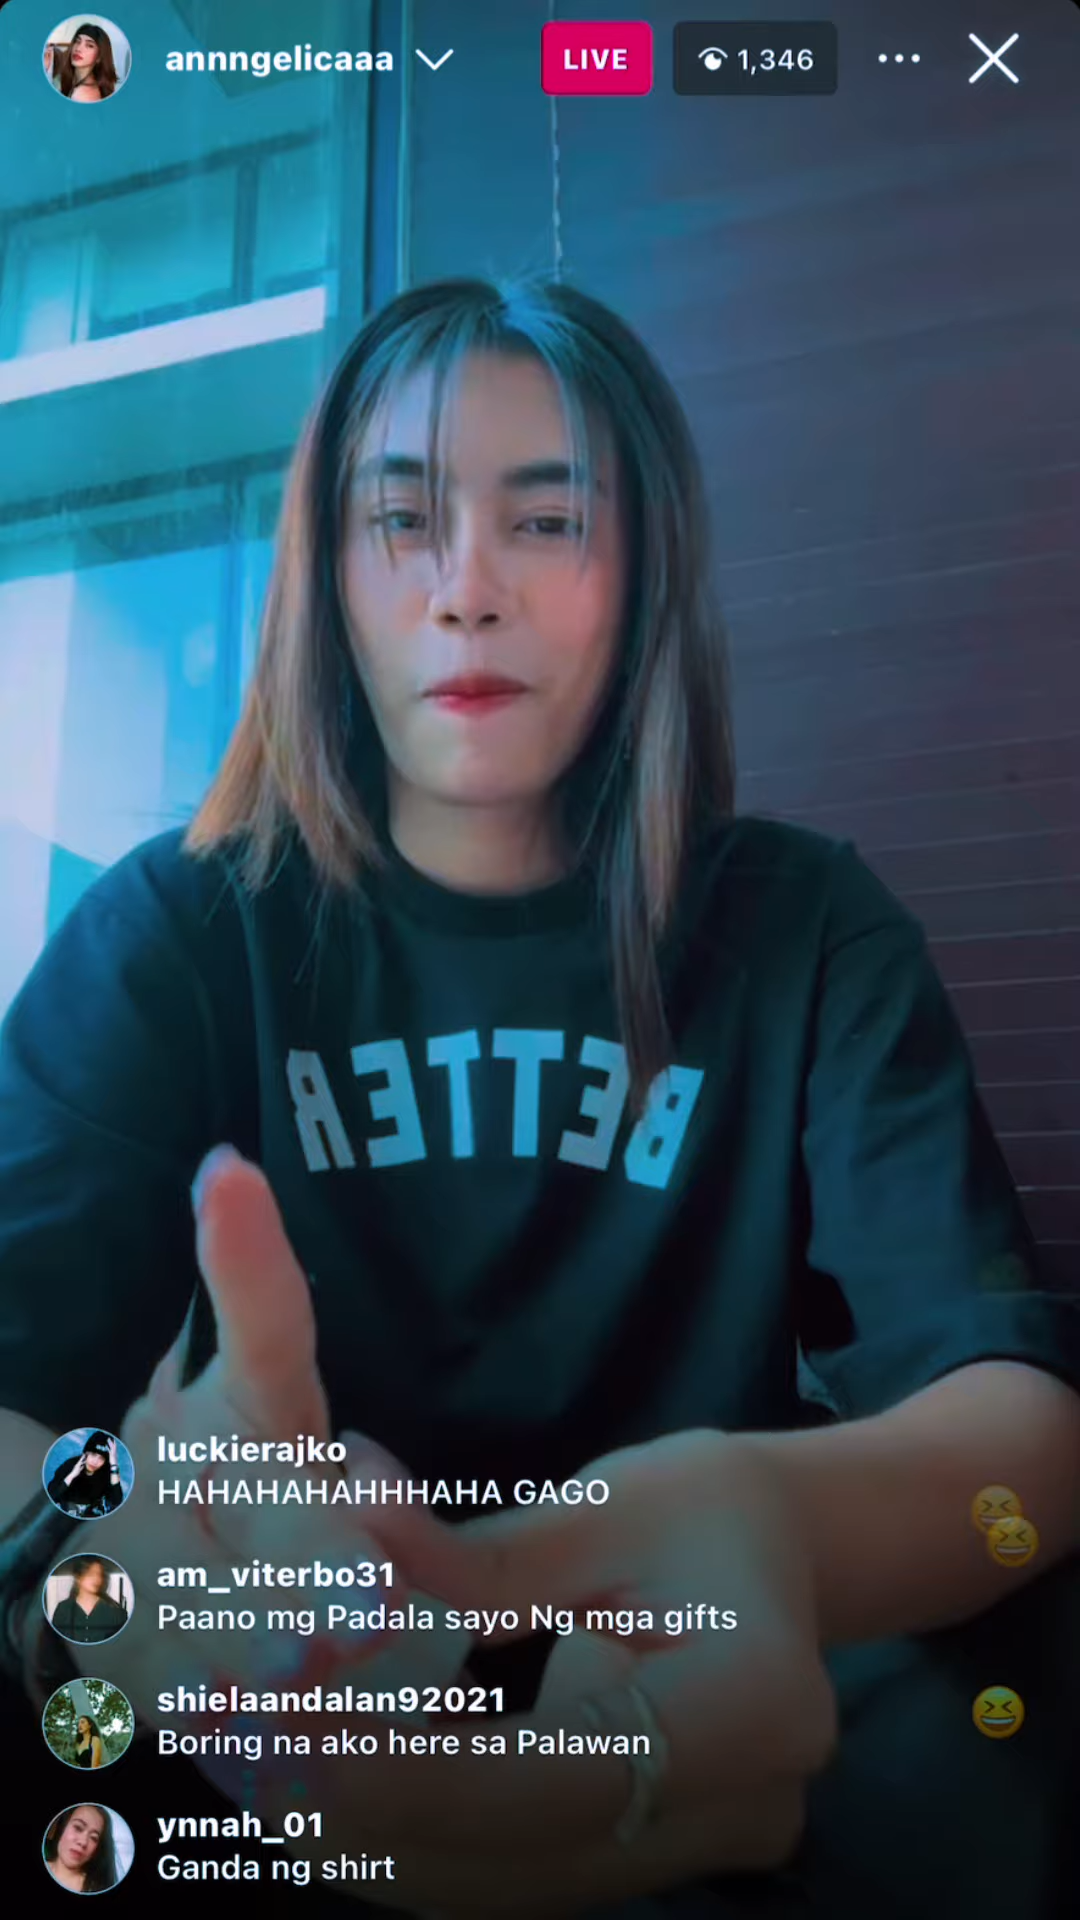 annngelicaaa
LIVE
1,346
BETTER
luckierajko
HAHAHAHAHHHAHA GAGO
am_viterbo31
Paano mg Padala sayo Ng mga gifts
shielaandalan92021
Boring na ako here sa Palawan
ynnah_01
Ganda ng shirt